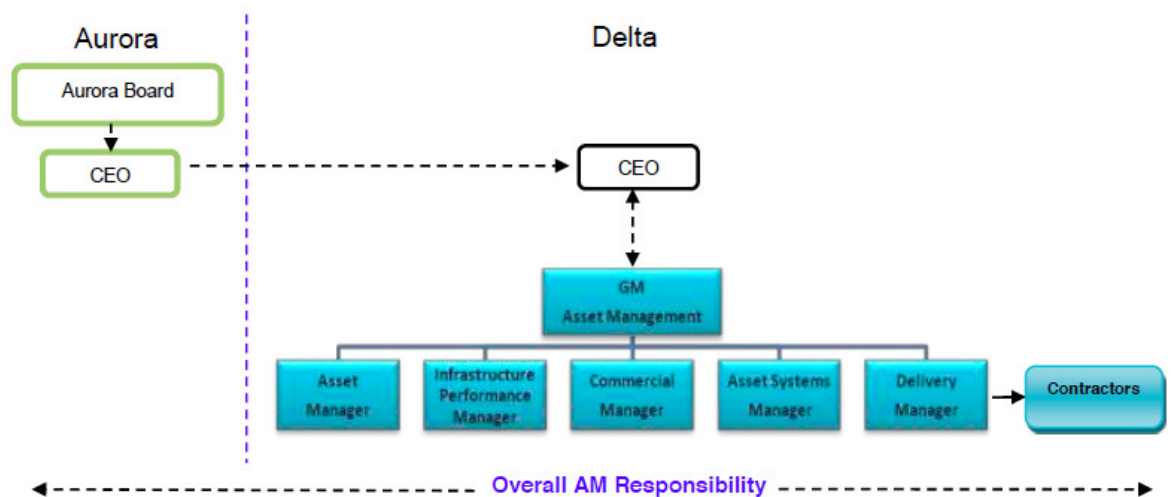 Aurora
Delta
Aurora Board
CEO
CEO
GM
Asset Management
Asset
Manager
Infrastructure
Performance
Manager
Commercial
Manager
Asset Systems
Manager
Delivery
Manager
Contractors
Overall AM Responsibility